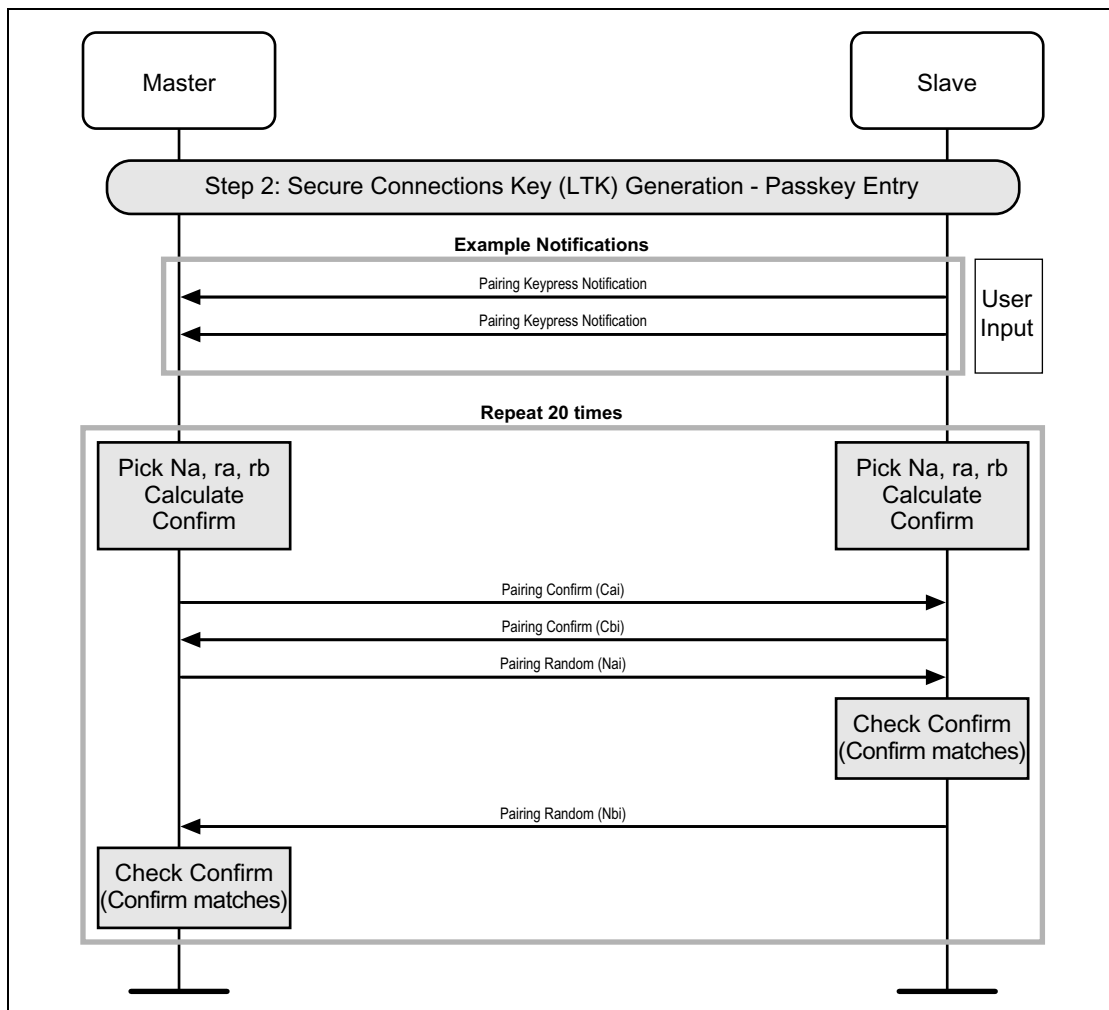 Master
Slave
Step 2: Secure Connections Key (LTK) Generation - Passkey Entry
Example Notifications
Pairing Keypress Notification
Pairing Keypress Notification
User
Input
Repeat 20 times
Pick Na, ra, rb
Calculate
Confirm
Pick Na, ra, rb
Calculate
Confirm
Pairing Confirm (Cai)
Pairing Confirm (Cbi)
Pairing Random (Nai)
Check Confirm
(Confirm matches)
Pairing Random (Nbi)
Check Confirm
(Confirm matches)